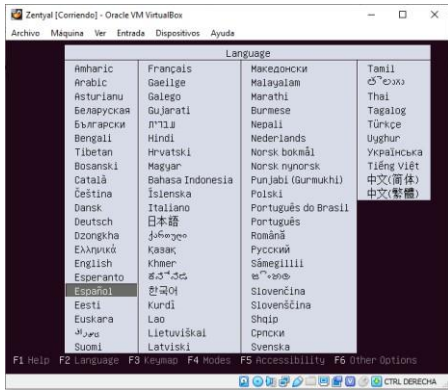 Zentyal [Corriendo] - Oracle VM VirtualBox
Archivo Máquina Ver Entrada Dispositivos Ayuda
Language
Amharic Français Македонски Tamil
Arabic Gaeilge Malayalam తెలుగు
Asturianu Galego Marathi Thai
Беларуская Gujarati Burmese Tagalog
Български עברית Nepali Türkçe
Bengali Hindi Nederlands Uyghur
Tibetan Hrvatski Norsk bokmål Українська
Bosanski Magyar Norsk nynorsk Tiếng Việt
Català Bahasa Indonesia Punjabi (Gurmukhi) 中文(简体)
Čeština Íslenska Polski 中文(繁體)
Dansk Italiano Português do Brasil
Deutsch 日本語 Português
Dzongkha ქართული Română
Ελληνικά Қазақ Русский
English Khmer Sámegillii
Esperanto ಕನ್ನಡ සිංහල
Español 한국어 Slovenčina
Eesti Kurdî Slovenščina
Euskara Lao Shqip
فارسی Lietuviškai Српски
Suomi Latviski Svenska
F1 Help F2 Language F3 Keymap F4 Modes F5 Accessibility F6 Other Options
CTRL DERECHA